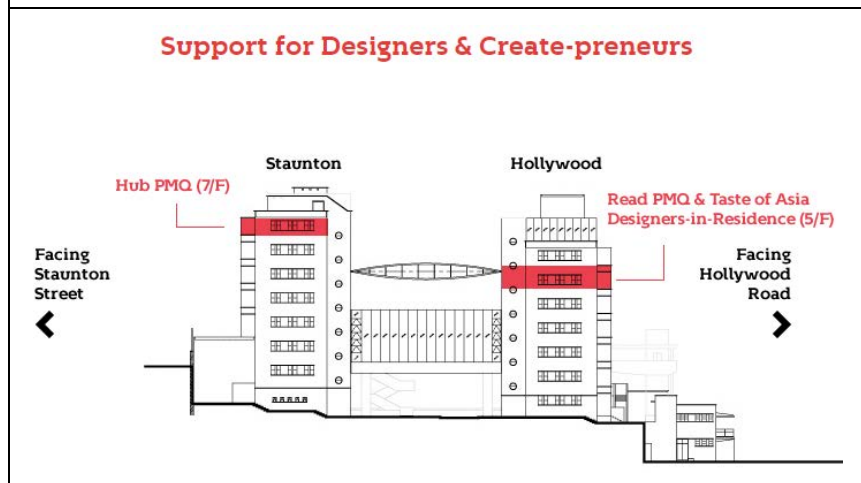 Support for Designers & Create-preneurs
Staunton
Hollywood
Hub PMQ (7/F)
Read PMQ & Taste of Asia
Designers-in-Residence (5/F)
Facing
Staunton
Street
Facing
Hollywood
Road